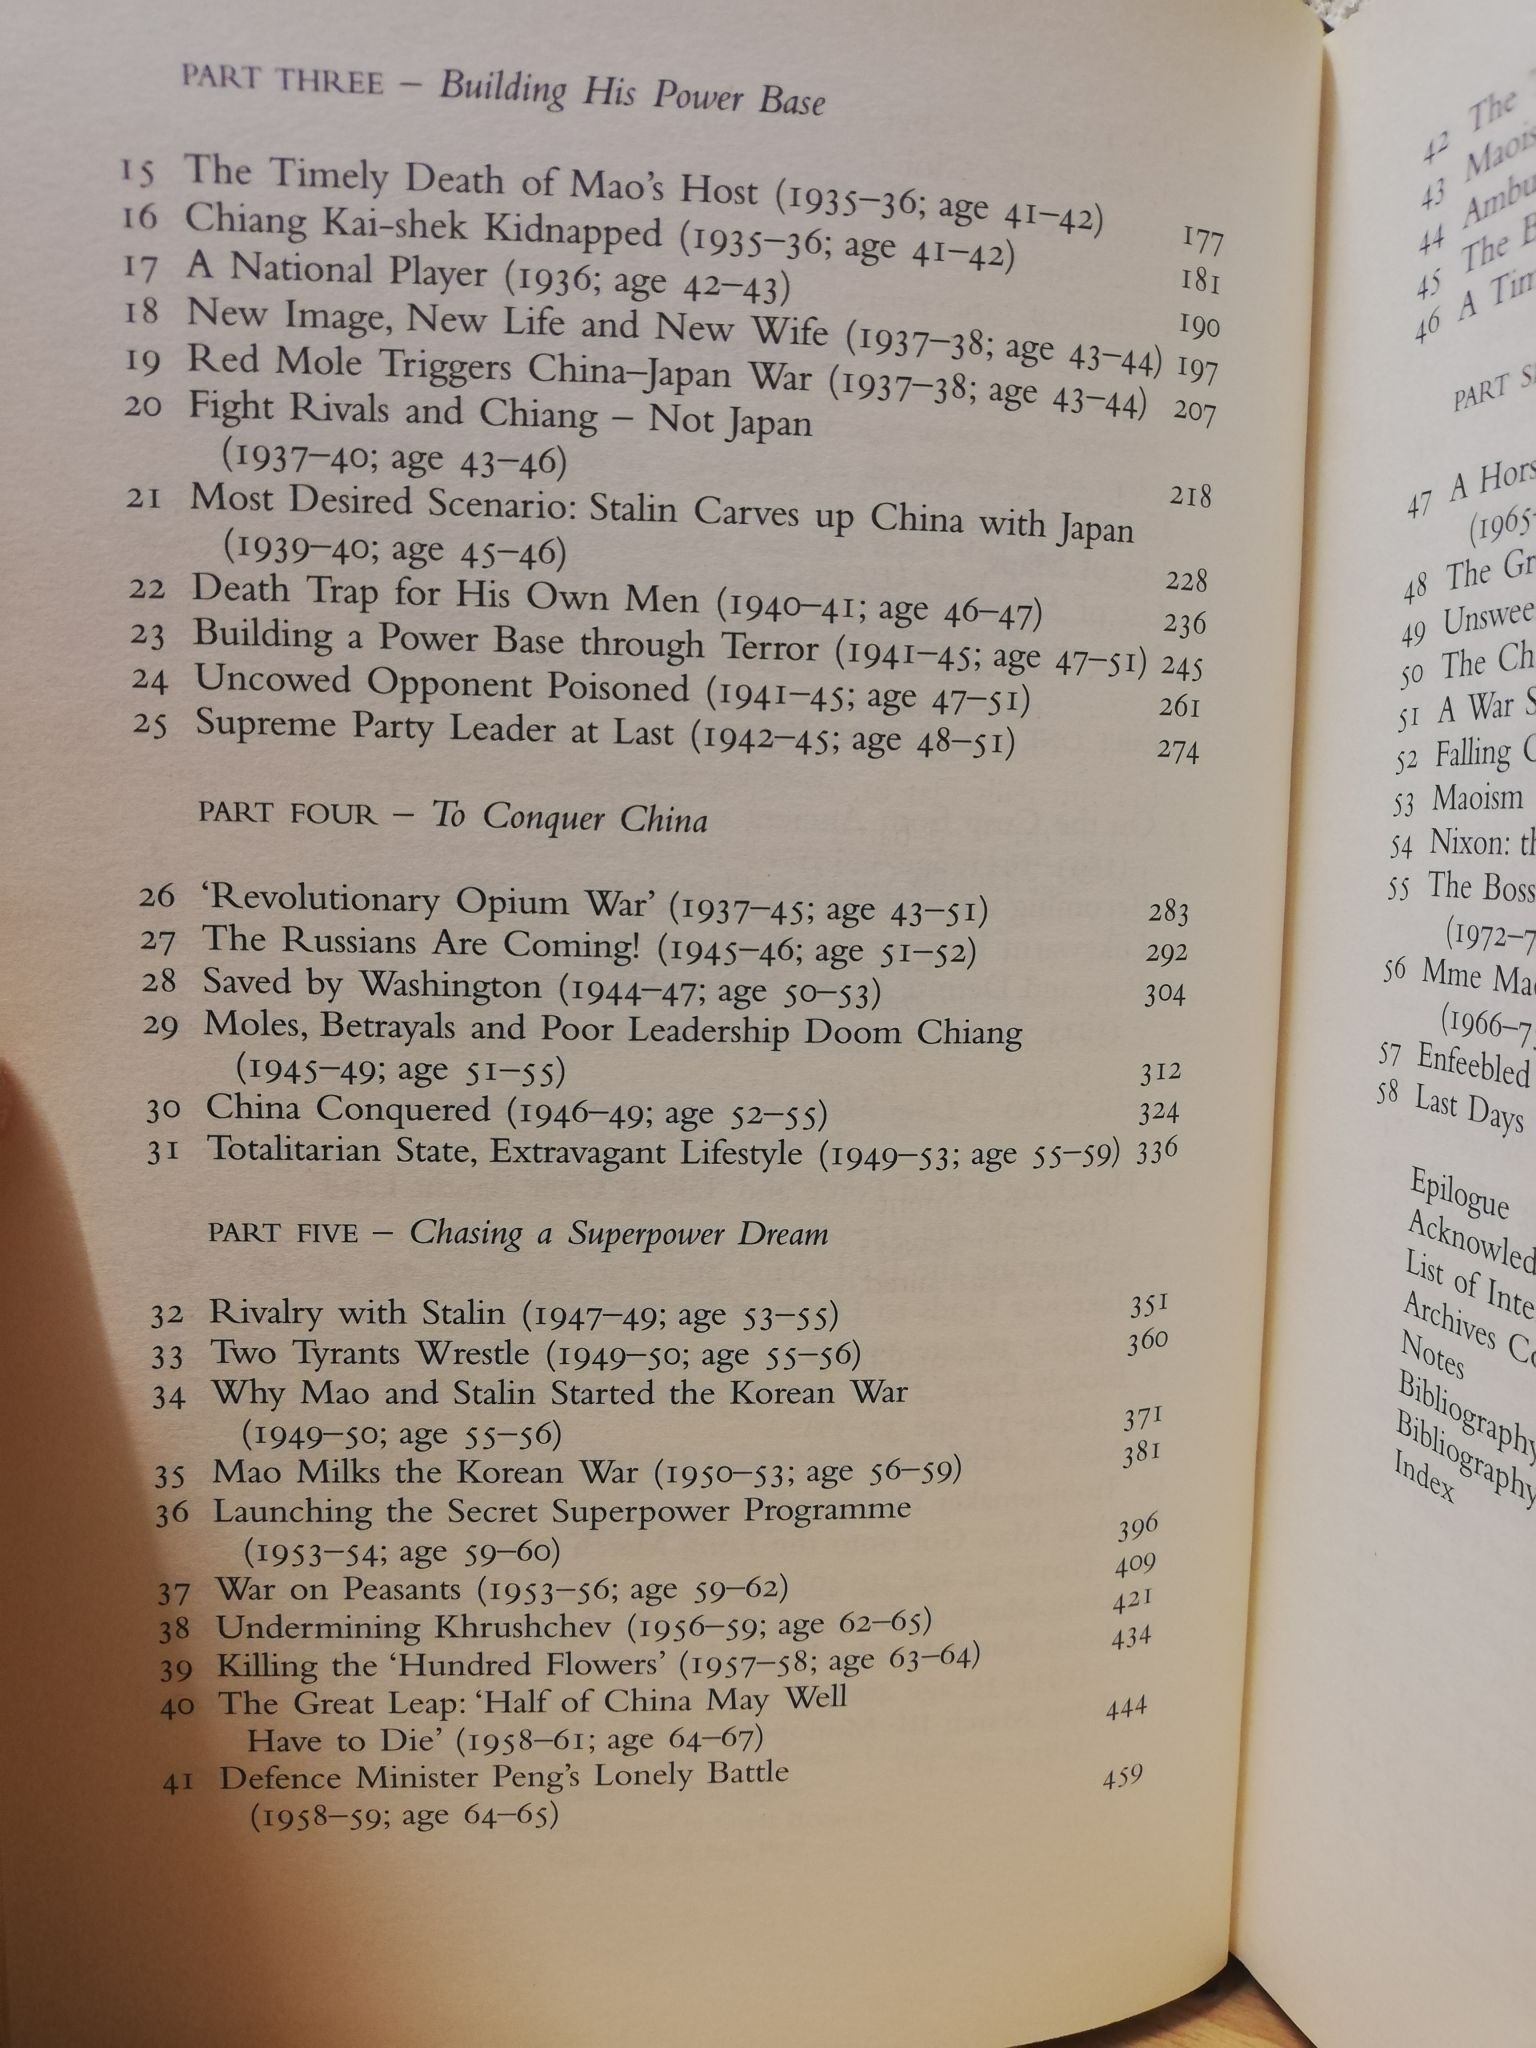 PART THREE – Building His Power Base
15 The Timely Death of Mao's Host (1935–36; age 41–42) 177
16 Chiang Kai-shek Kidnapped (1935–36; age 41–42) 181
17 A National Player (1936; age 42–43) 190
18 New Image, New Life and New Wife (1937–38; age 43–44) 197
19 Red Mole Triggers China–Japan War (1937–38; age 43–44) 207
20 Fight Rivals and Chiang – Not Japan
(1937–40; age 43–46) 218
21 Most Desired Scenario: Stalin Carves up China with Japan
(1939–40; age 45–46) 228
22 Death Trap for His Own Men (1940–41; age 46–47) 236
23 Building a Power Base through Terror (1941–45; age 47–51) 245
24 Uncowed Opponent Poisoned (1941–45; age 47–51) 261
25 Supreme Party Leader at Last (1942–45; age 48–51) 274
PART FOUR – To Conquer China
26 ‘Revolutionary Opium War’ (1937–45; age 43–51) 283
27 The Russians Are Coming! (1945–46; age 51–52) 292
28 Saved by Washington (1944–47; age 50–53) 304
29 Moles, Betrayals and Poor Leadership Doom Chiang
(1945–49; age 51–55) 312
30 China Conquered (1946–49; age 52–55) 324
31 Totalitarian State, Extravagant Lifestyle (1949–53; age 55–59) 336
PART FIVE – Chasing a Superpower Dream
32 Rivalry with Stalin (1947–49; age 53–55) 351
33 Two Tyrants Wrestle (1949–50; age 55–56) 360
34 Why Mao and Stalin Started the Korean War
(1949–50; age 55–56) 371
35 Mao Milks the Korean War (1950–53; age 56–59) 381
36 Launching the Secret Superpower Programme
(1953–54; age 59–60) 396
37 War on Peasants (1953–56; age 59–62) 409
38 Undermining Khrushchev (1956–59; age 62–65) 421
39 Killing the ‘Hundred Flowers’ (1957–58; age 63–64) 434
40 The Great Leap: ‘Half of China May Well
Have to Die’ (1958–61; age 64–67) 444
41 Defence Minister Peng's Lonely Battle
(1958–59; age 64–65) 459
42 The
43
44
45 The
46 A
PART
47 A
(1965–
48 The
49
50 The
51 A War
52 Falling
53 Maoism
54 Nixon:
55 The Boss
(1972–
56 Mme
(1966–
57 Enfeebled
58 Last Days
Epilogue
List of
Archives
Notes
Bibliography
Bibliography
Index